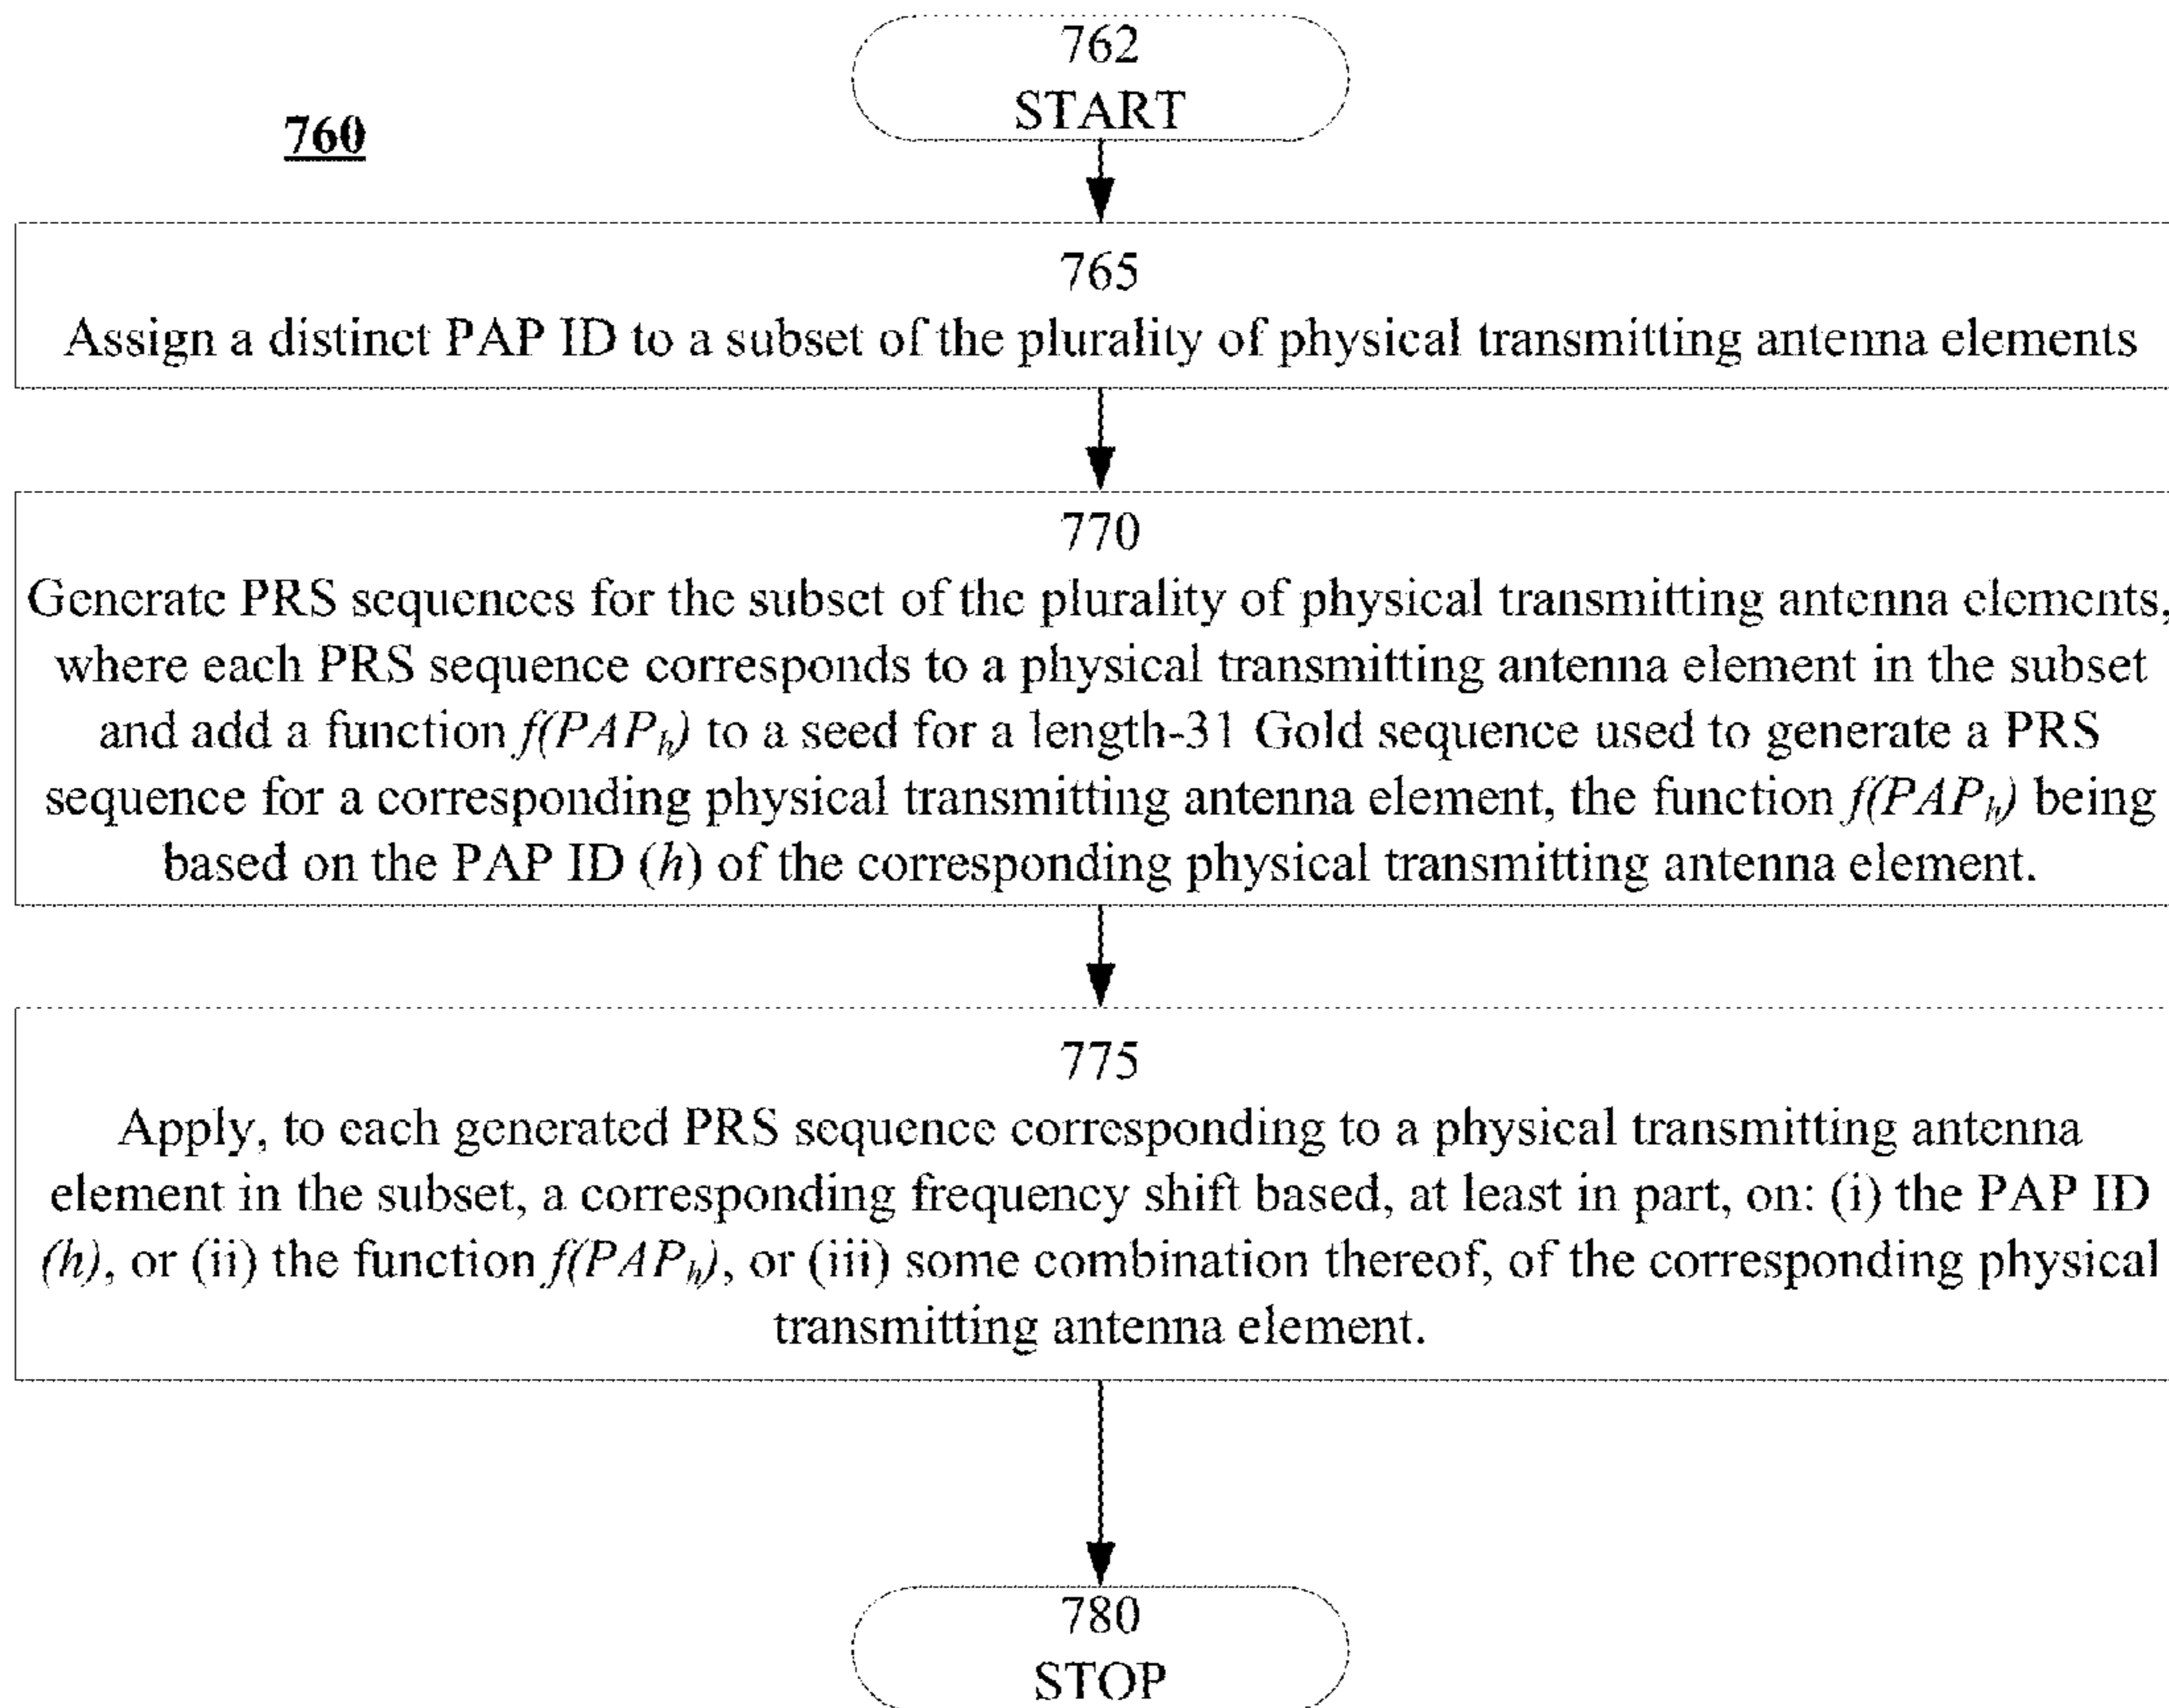 762
START
760
765
Assign a distinct PAP ID to a subset of the plurality of physical transmitting antenna elements
770
Generate PRS sequences for the subset of the plurality of physical transmitting antenna elements,
where each PRS sequence corresponds to a physical transmitting antenna element in the subset
and add a function f(PAPh) to a seed for a length-31 Gold sequence used to generate a PRS
sequence for a corresponding physical transmitting antenna element, the function f(PAPh) being
based on the PAP ID (h) of the corresponding physical transmitting antenna element.
775
Apply, to each generated PRS sequence corresponding to a physical transmitting antenna
element in the subset, a corresponding frequency shift based, at least in part, on: (i) the PAP ID
(h), or (ii) the function f(PAPh), or (iii) some combination thereof, of the corresponding physical
transmitting antenna element.
780
STOP